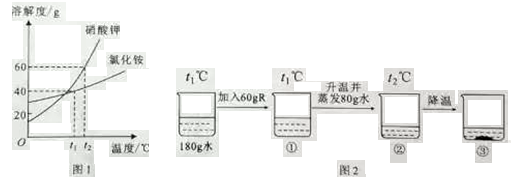 溶解度/g
硝酸钾
氯化铵
60
40
20
O
t₁ t₂ 温度/℃
图1
t₁℃
加入60gR
t₁℃
升温并
蒸发80g水
t₂℃
降温
180g水
①
②
③
图2